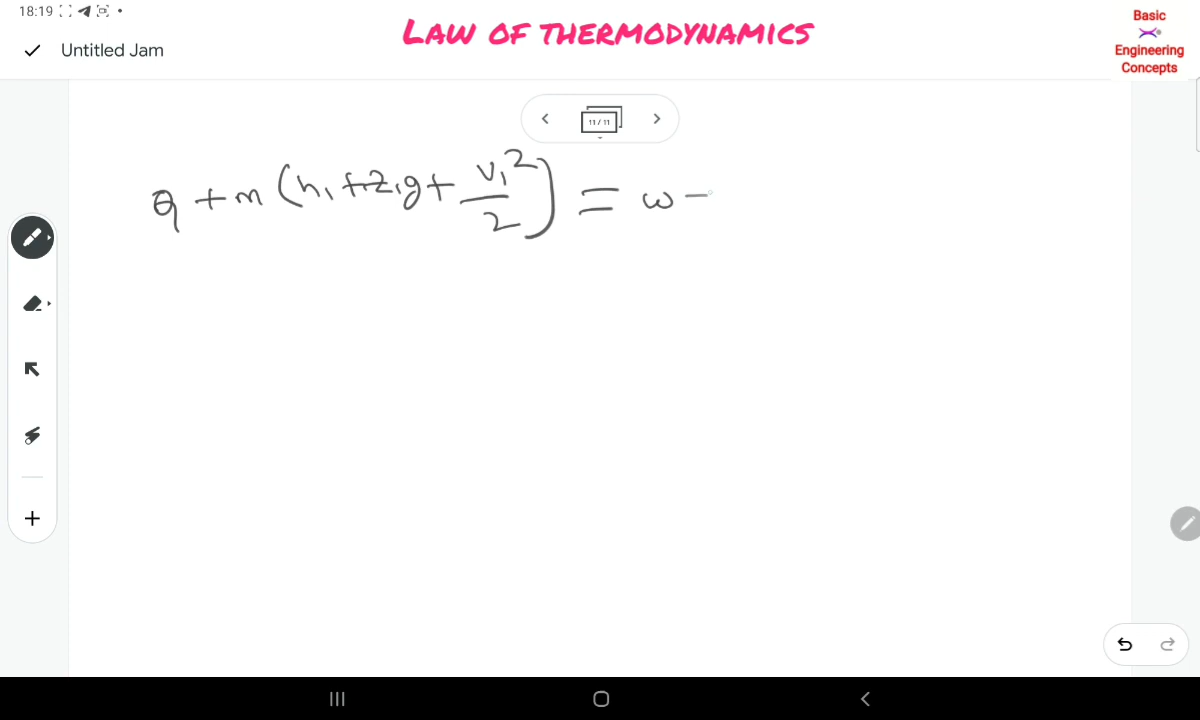 18:19
LAW OF THERMODYNAMICS
Basic
Engineering
Concepts
Untitled Jam
11 / 11
q + m (h₁ + z₁g + v₁²/2) = w −